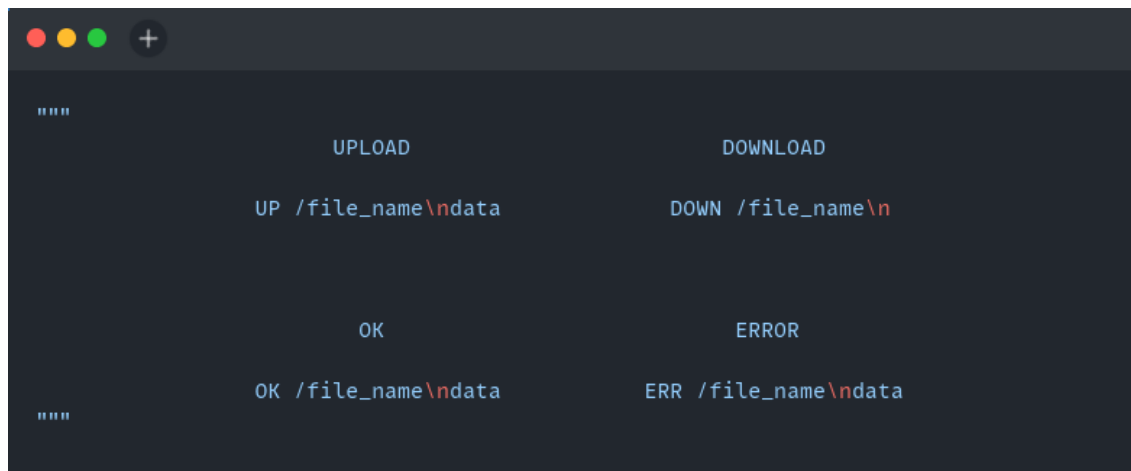 """
UPLOAD DOWNLOAD
UP /file_name\ndata DOWN /file_name\n
OK ERROR
OK /file_name\ndata ERR /file_name\ndata
"""